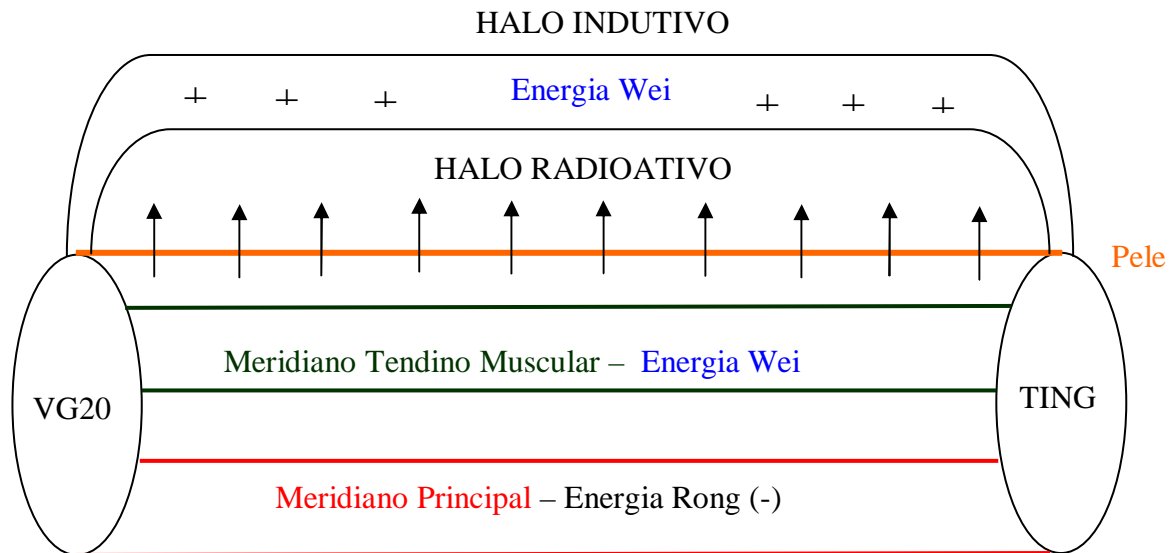 HALO INDUTIVO
+ + + Energia Wei + + +
HALO RADIOATIVO
Pele
Meridiano Tendino Muscular – Energia Wei
VG20
TING
Meridiano Principal – Energia Rong (-)